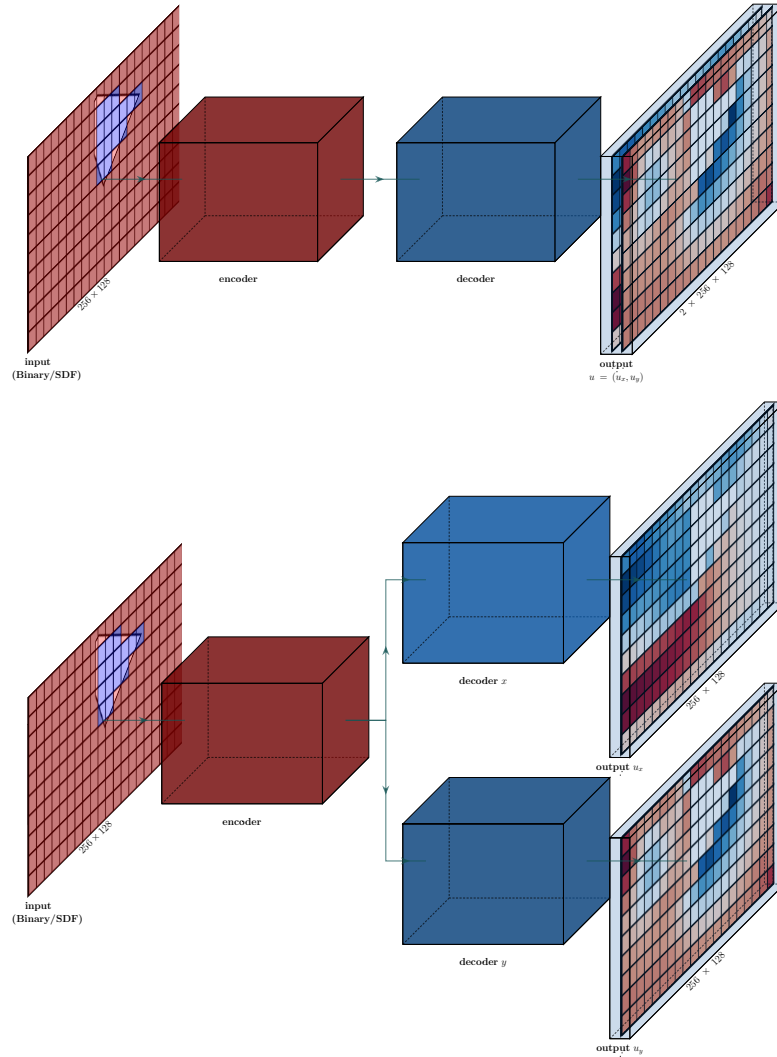 256 × 128
input
(Binary/SDF)
encoder
decoder
2 × 256 × 128
output
u = (u_x, u_y)
256 × 128
input
(Binary/SDF)
encoder
decoder x
256 × 128
output u_x
decoder y
256 × 128
output u_y